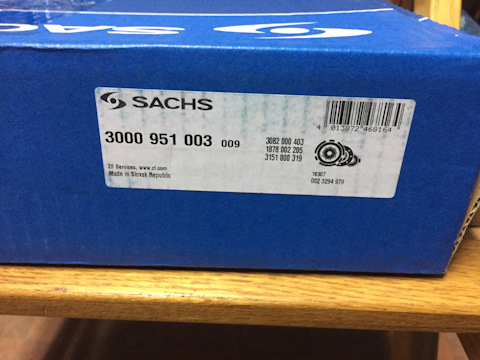 SAC
SACHS
3000 951 003 009
3082 000 403
1878 002 205
3151 000 319
4 013872 468164
ZF Services, www.zf.com
Made in Slovak Republic
16307
002 3294 979